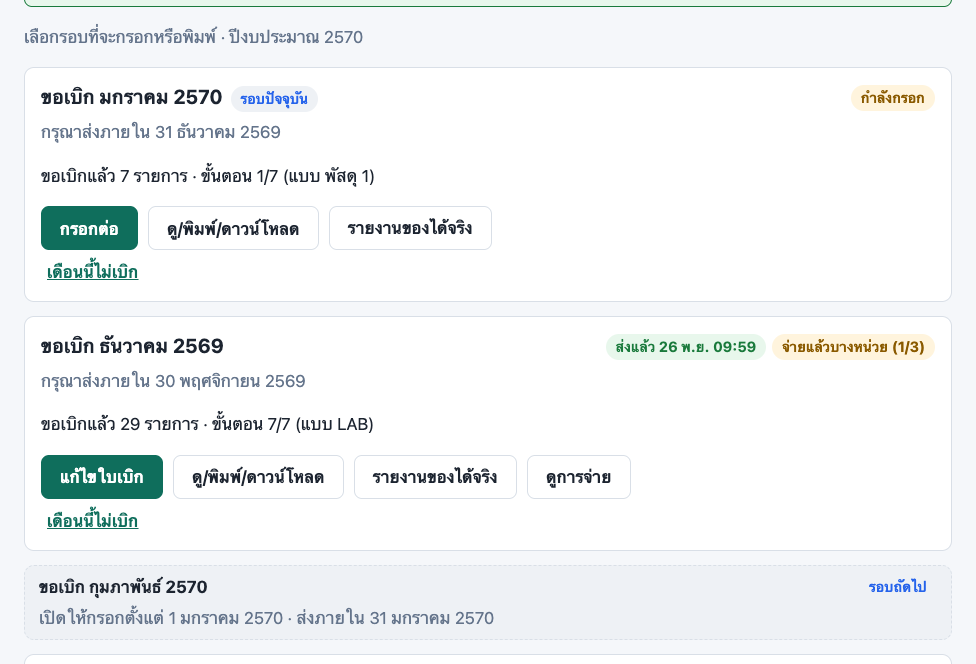 เลือกรอบที่จะกรอกหรือพิมพ์ · ปีงบประมาณ 2570
ขอเบิก มกราคม 2570 รอบปัจจุบัน กำลังกรอก
กรุณาส่งภายใน 31 ธันวาคม 2569
ขอเบิกแล้ว 7 รายการ · ขั้นตอน 1/7 (แบบ พัสดุ 1)
กรอกต่อ ดู/พิมพ์/ดาวน์โหลด รายงานของได้จริง
เดือนนี้ไม่เบิก
ขอเบิก ธันวาคม 2569 ส่งแล้ว 26 พ.ย. 09:59 จ่ายแล้วบางหน่วย (1/3)
กรุณาส่งภายใน 30 พฤศจิกายน 2569
ขอเบิกแล้ว 29 รายการ · ขั้นตอน 7/7 (แบบ LAB)
แก้ไขใบเบิก ดู/พิมพ์/ดาวน์โหลด รายงานของได้จริง ดูการจ่าย
เดือนนี้ไม่เบิก
ขอเบิก กุมภาพันธ์ 2570 รอบถัดไป
เปิดให้กรอกตั้งแต่ 1 มกราคม 2570 · ส่งภายใน 31 มกราคม 2570